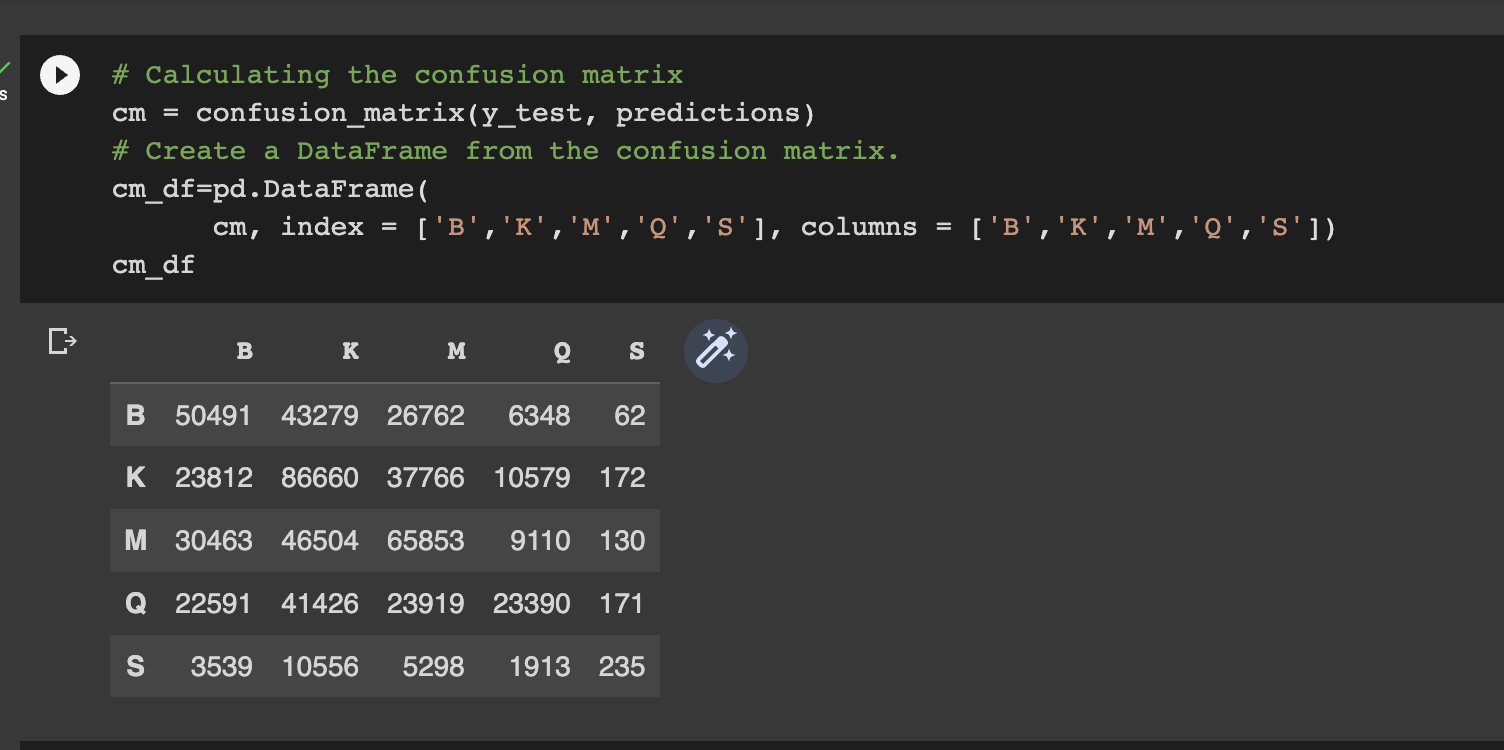 s
# Calculating the confusion matrix
cm = confusion_matrix(y_test, predictions)
# Create a DataFrame from the confusion matrix.
cm_df=pd.DataFrame(
cm, index = ['B','K','M','Q','S'], columns = ['B','K','M','Q','S'])
cm_df
B K M Q S
B 50491 43279 26762 6348 62
K 23812 86660 37766 10579 172
M 30463 46504 65853 9110 130
Q 22591 41426 23919 23390 171
S 3539 10556 5298 1913 235